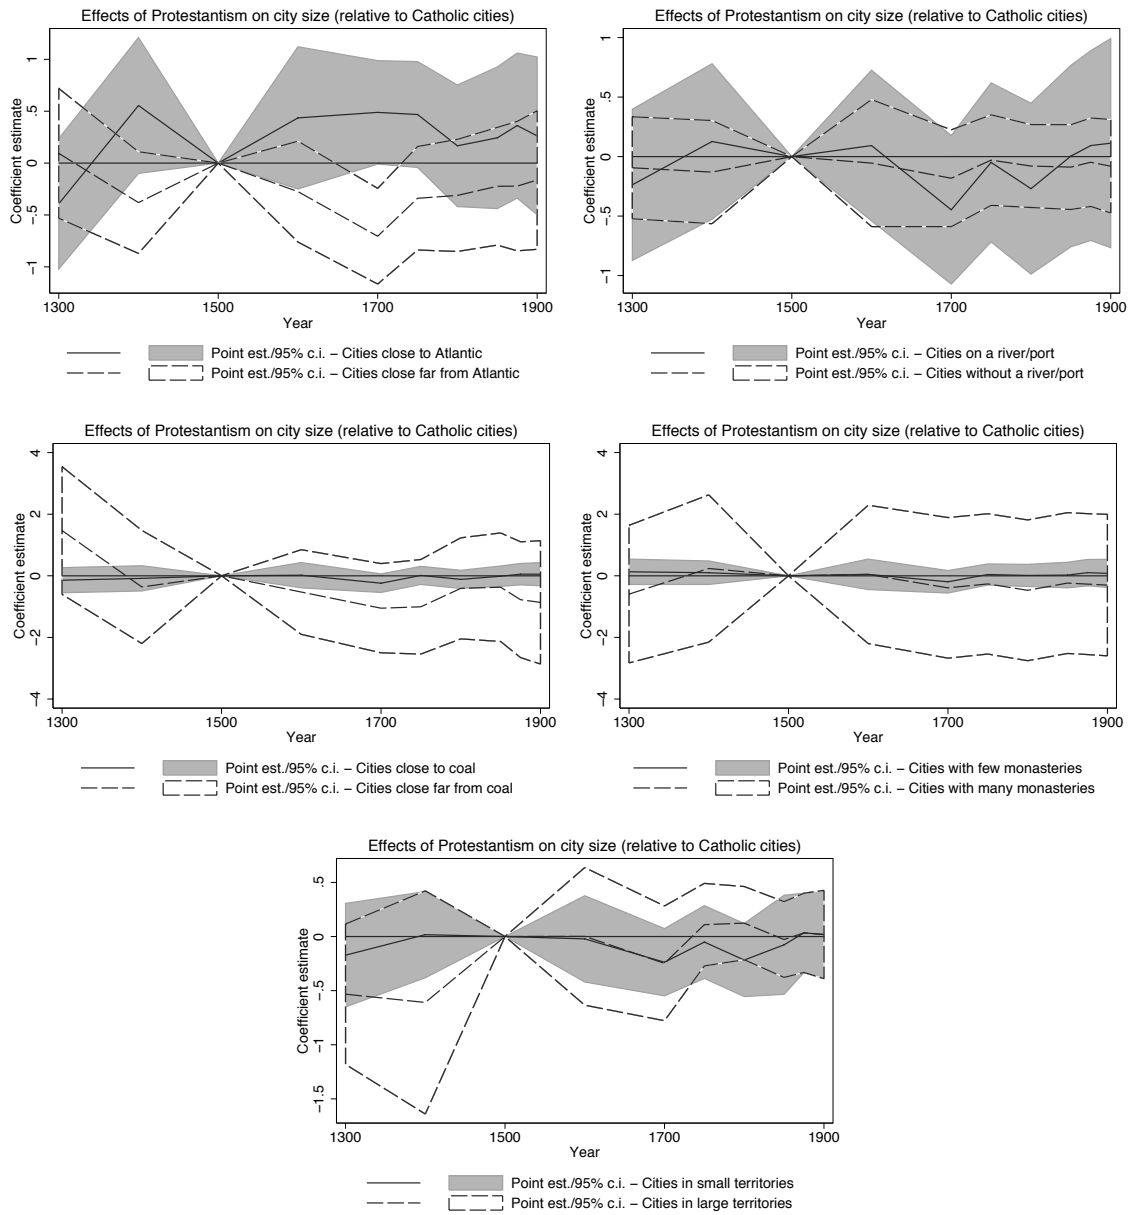 Effects of Protestantism on city size (relative to Catholic cities)
Coefficient estimate
1
.5
0
−.5
−1
1300
1500
1700
1900
Year
Point est./95% c.i. − Cities close to Atlantic
Point est./95% c.i. − Cities close far from Atlantic
Effects of Protestantism on city size (relative to Catholic cities)
Coefficient estimate
1
.5
0
−.5
−1
1300
1500
1700
1900
Year
Point est./95% c.i. − Cities on a river/port
Point est./95% c.i. − Cities without a river/port
Effects of Protestantism on city size (relative to Catholic cities)
Coefficient estimate
4
2
0
−2
−4
1300
1500
1700
1900
Year
Point est./95% c.i. − Cities close to coal
Point est./95% c.i. − Cities close far from coal
Effects of Protestantism on city size (relative to Catholic cities)
Coefficient estimate
4
2
0
−2
−4
1300
1500
1700
1900
Year
Point est./95% c.i. − Cities with few monasteries
Point est./95% c.i. − Cities with many monasteries
Effects of Protestantism on city size (relative to Catholic cities)
Coefficient estimate
.5
0
−.5
−1
−1.5
1300
1500
1700
1900
Year
Point est./95% c.i. − Cities in small territories
Point est./95% c.i. − Cities in large territories